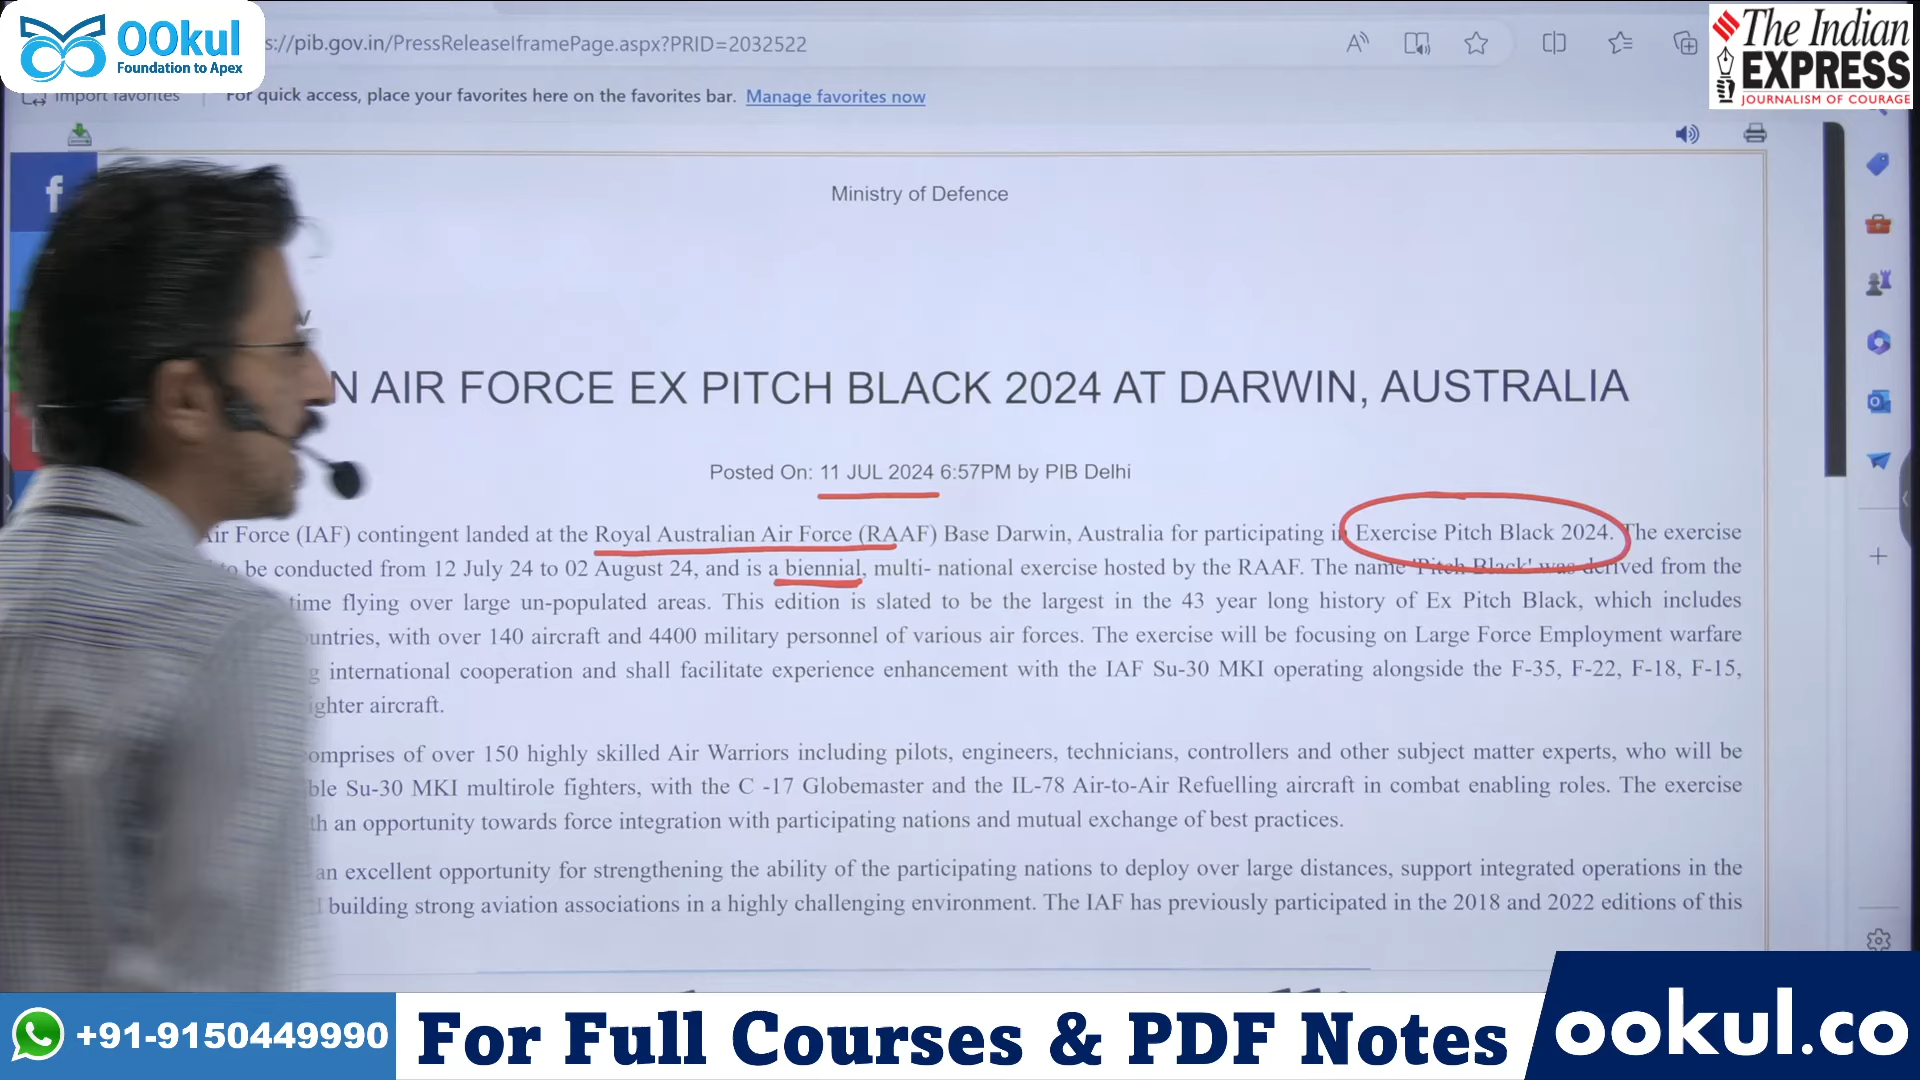 OOkul
Foundation to Apex
s://pib.gov.in/PressReleaseIframePage.aspx?PRID=2032522
The Indian
EXPRESS
JOURNALISM OF COURAGE
Import favorites
For quick access, place your favorites here on the favorites bar. Manage favorites now
Ministry of Defence
N AIR FORCE EX PITCH BLACK 2024 AT DARWIN, AUSTRALIA
Posted On: 11 JUL 2024 6:57PM by PIB Delhi
ir Force (IAF) contingent landed at the Royal Australian Air Force (RAAF) Base Darwin, Australia for participating in Exercise Pitch Black 2024. The exercise
o be conducted from 12 July 24 to 02 August 24, and is a biennial, multi- national exercise hosted by the RAAF. The name 'Pitch Black' was derived from the
time flying over large un-populated areas. This edition is slated to be the largest in the 43 year long history of Ex Pitch Black, which includes
ountries, with over 140 aircraft and 4400 military personnel of various air forces. The exercise will be focusing on Large Force Employment warfare
g international cooperation and shall facilitate experience enhancement with the IAF Su-30 MKI operating alongside the F-35, F-22, F-18, F-15,
ighter aircraft.
omprises of over 150 highly skilled Air Warriors including pilots, engineers, technicians, controllers and other subject matter experts, who will be
ble Su-30 MKI multirole fighters, with the C -17 Globemaster and the IL-78 Air-to-Air Refuelling aircraft in combat enabling roles. The exercise
th an opportunity towards force integration with participating nations and mutual exchange of best practices.
an excellent opportunity for strengthening the ability of the participating nations to deploy over large distances, support integrated operations in the
building strong aviation associations in a highly challenging environment. The IAF has previously participated in the 2018 and 2022 editions of this
+91-9150449990
For Full Courses & PDF Notes
ookul.co